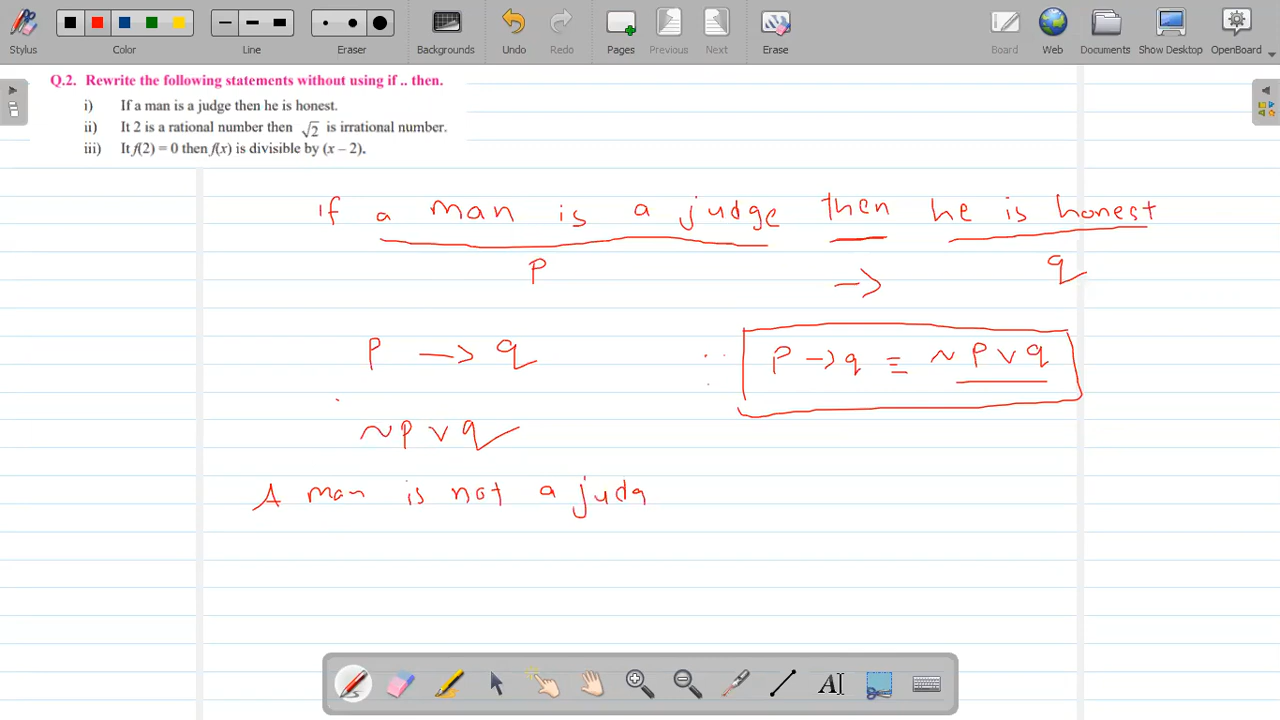 Stylus Color Line Eraser Backgrounds Undo Redo Pages Previous Next Erase Board Web Documents Show Desktop OpenBoard
Q.2. Rewrite the following statements without using if .. then.
i) If a man is a judge then he is honest.
ii) It 2 is a rational number then √2 is irrational number.
iii) It f(2) = 0 then f(x) is divisible by (x – 2).
if a man is a judge then he is honest
p → q
p → q ∵ p → q ≡ ~ p ∨ q
~ p ∨ q
A man is not a judg